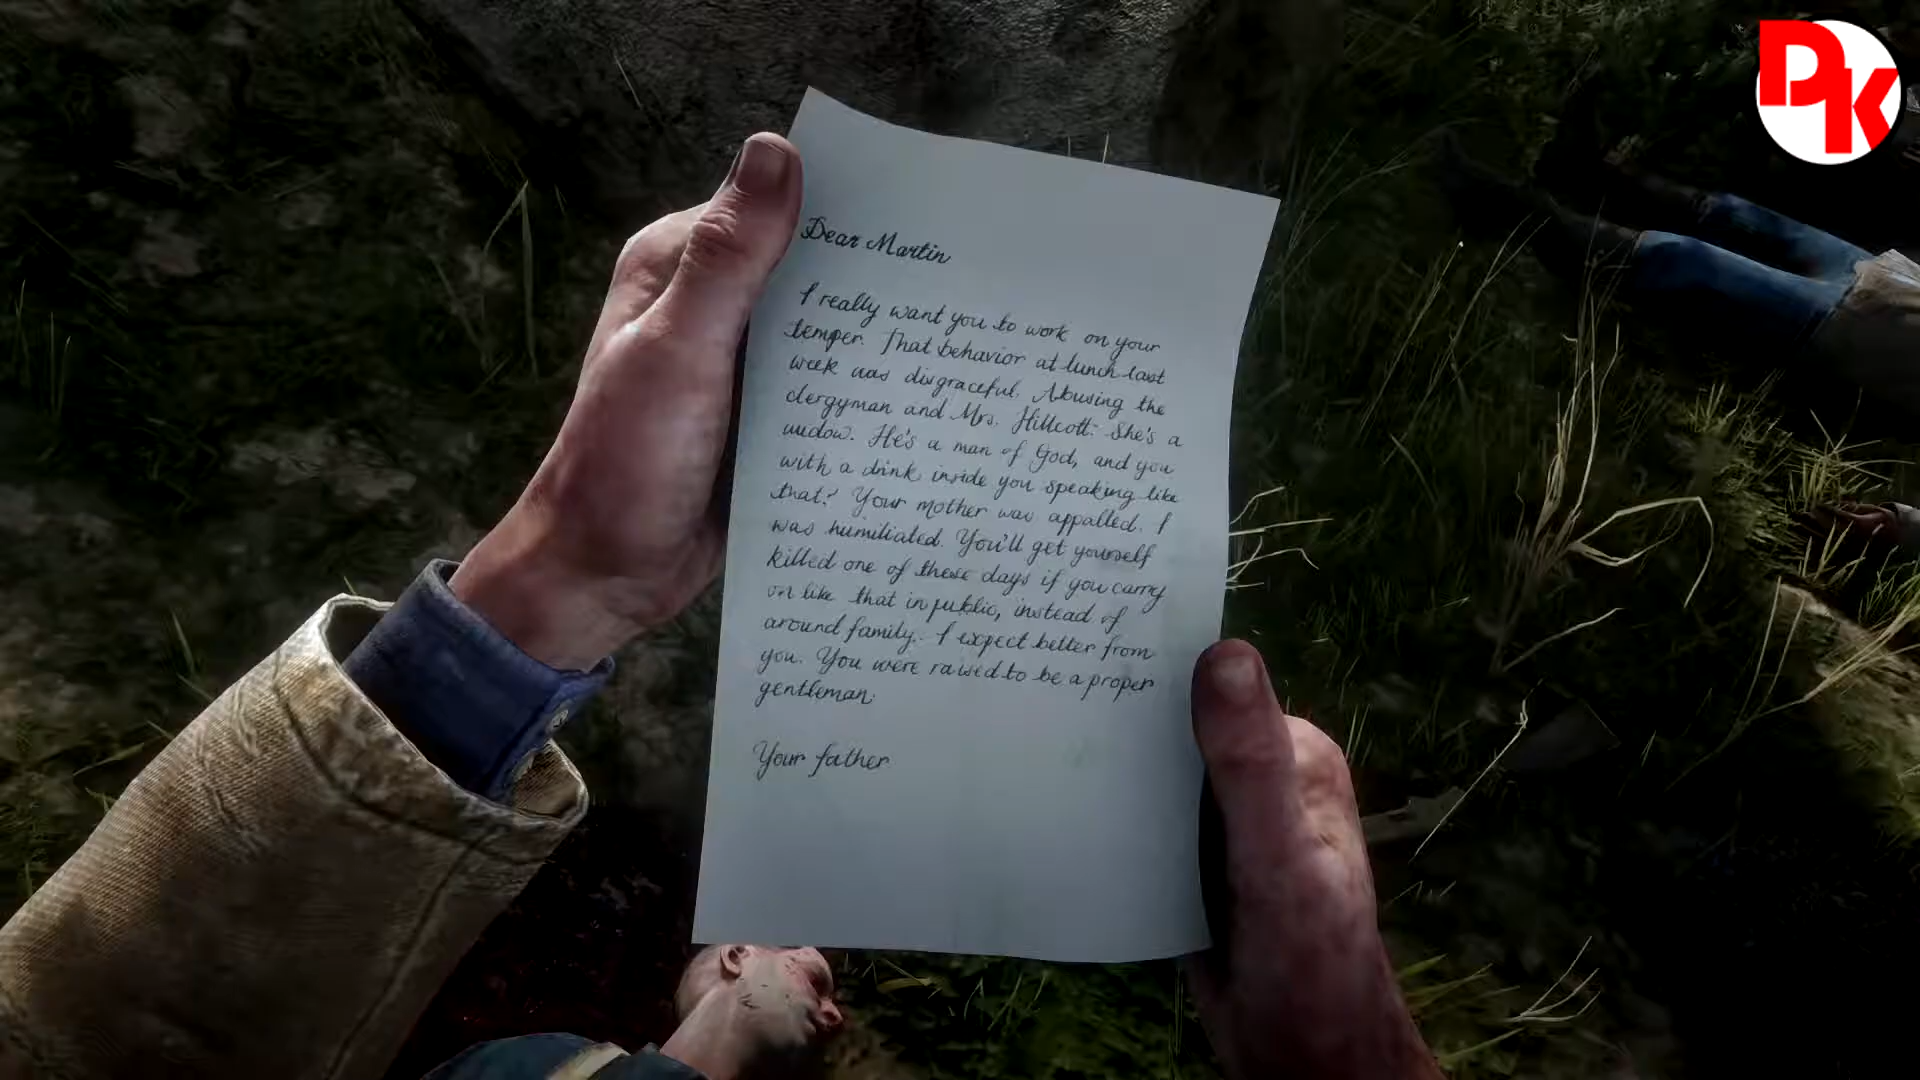 DK
Dear Martin
I really want you to work on your
temper. That behavior at lunch last
week was disgraceful. Abusing the
clergyman and Mrs. Hillcott. She's a
widow. He's a man of God, and you
with a drink inside you speaking like
that? Your mother was appalled. I
was humiliated. You'll get yourself
killed one of these days if you carry
on like that in public, instead of
around family. I expect better from
you. You were raised to be a proper
gentleman.
Your father